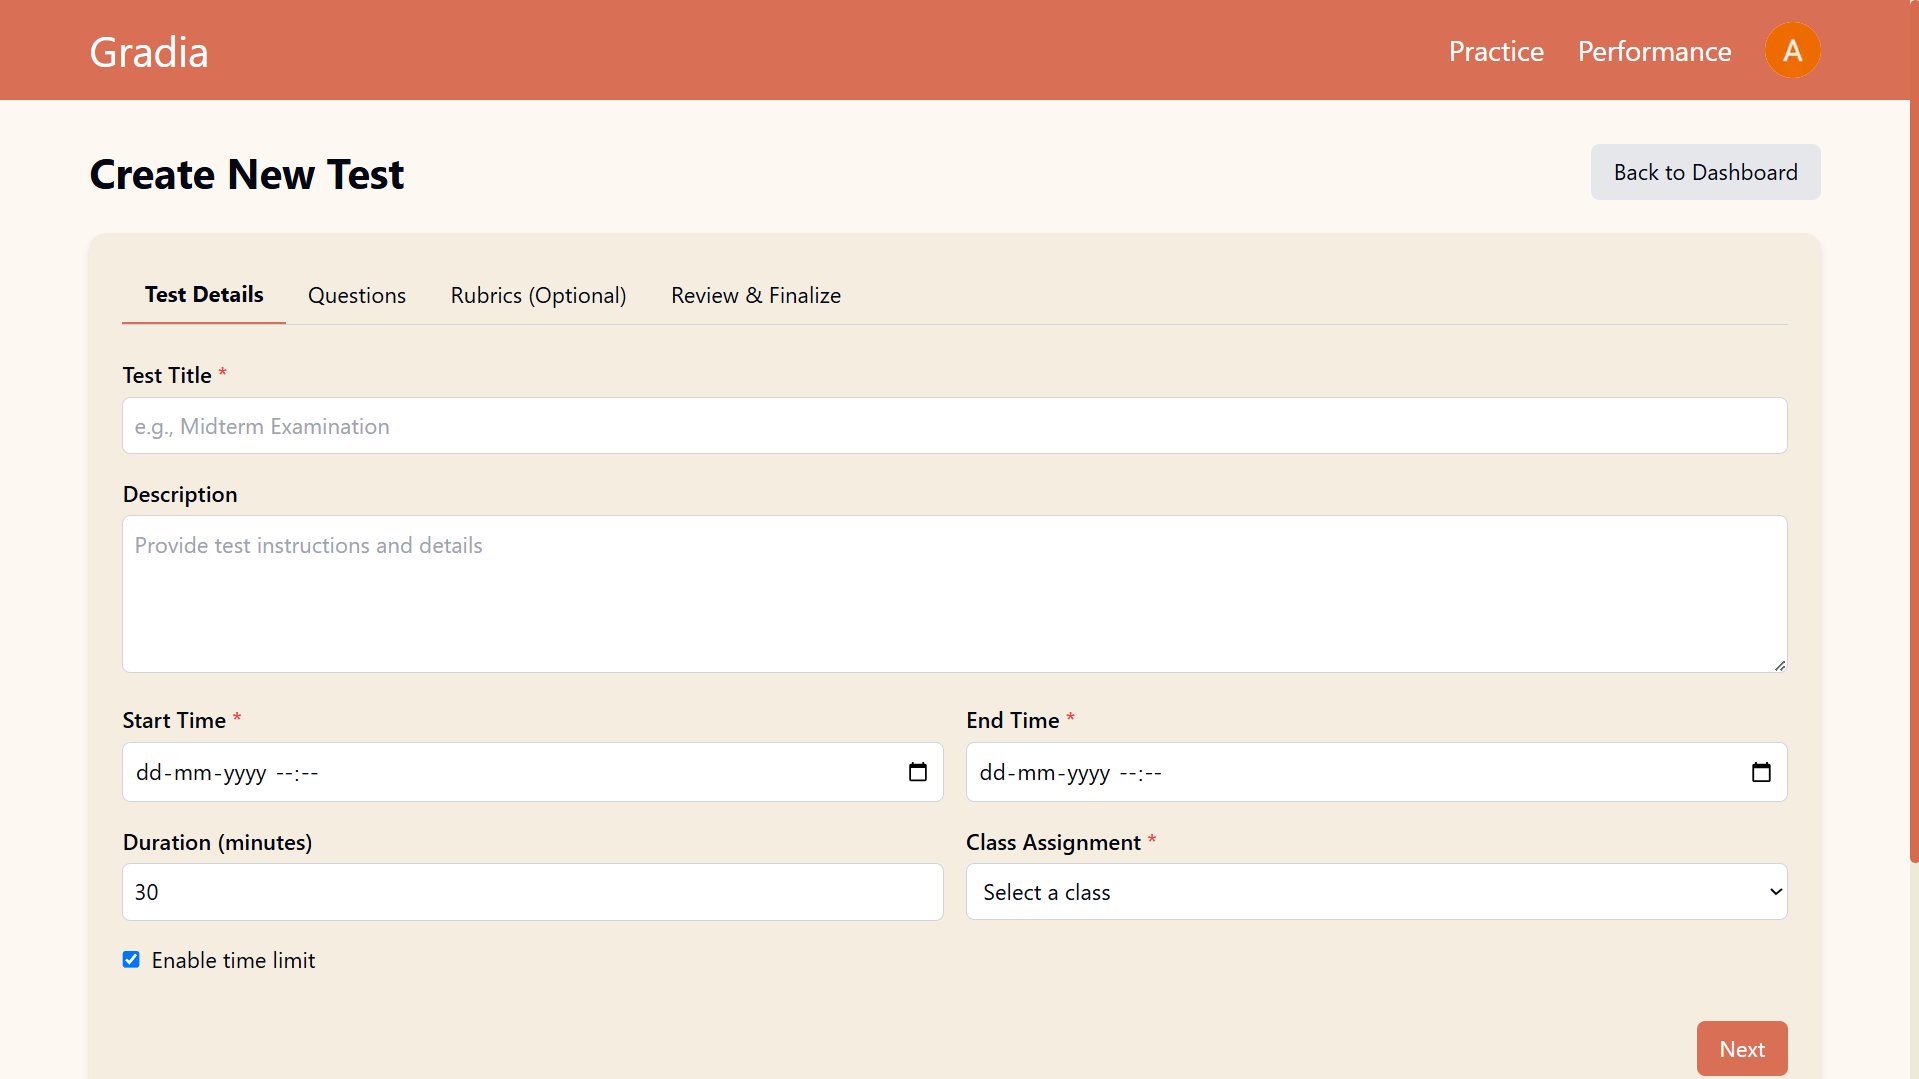 Gradia
Practice Performance A
Create New Test
Back to Dashboard
Test Details Questions Rubrics (Optional) Review & Finalize
Test Title *
e.g., Midterm Examination
Description
Provide test instructions and details
Start Time * End Time *
dd-mm-yyyy --:-- dd-mm-yyyy --:--
Duration (minutes) Class Assignment *
30 Select a class
Enable time limit
Next